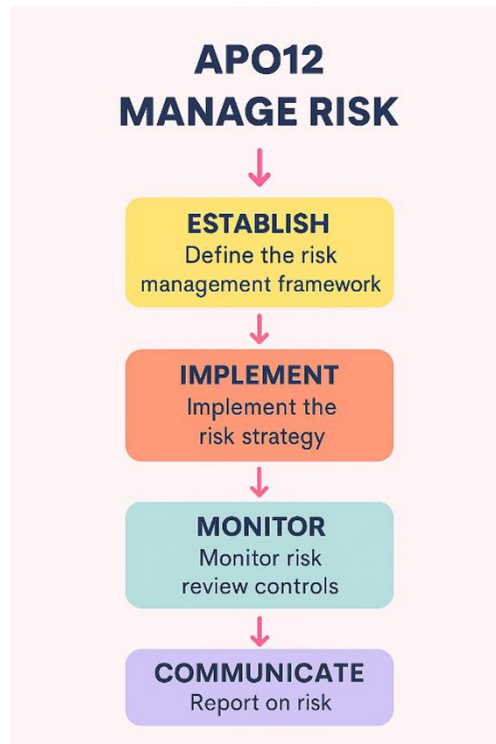 APO12
MANAGE RISK
ESTABLISH
Define the risk
management framework
IMPLEMENT
Implement the
risk strategy
MONITOR
Monitor risk
review controls
COMMUNICATE
Report on risk